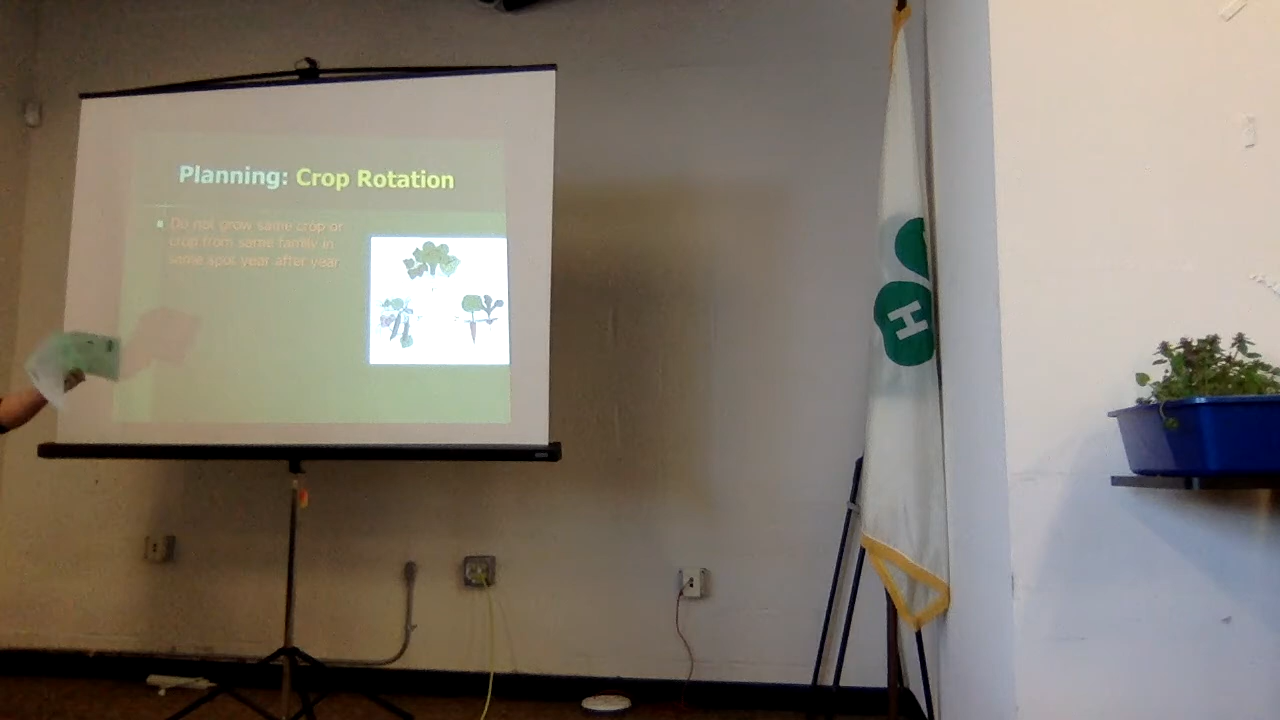 Planning: Crop Rotation
Do not grow same crop or
crop from same family in
same spot year after year
H